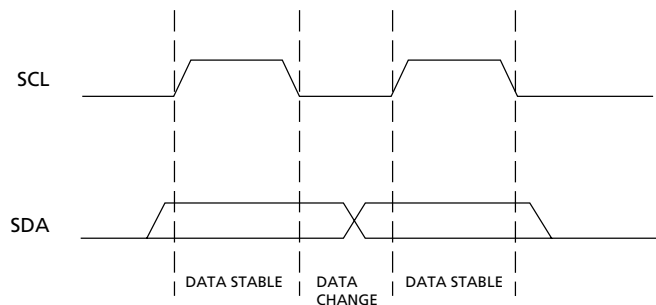 SCL
SDA
DATA STABLE
DATA
CHANGE
DATA STABLE